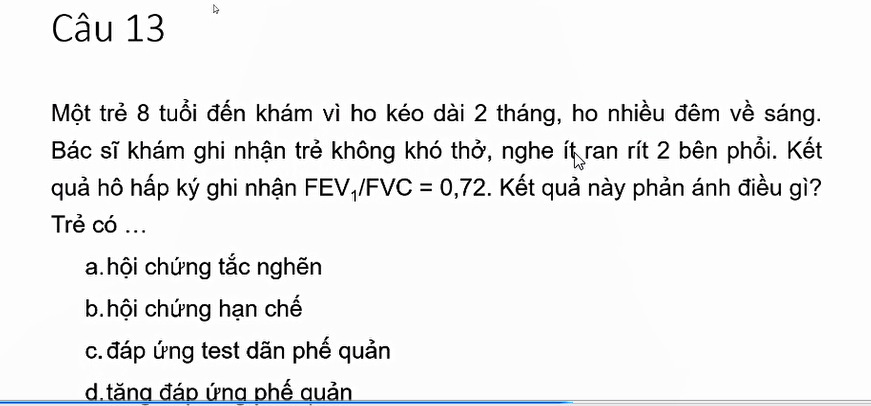 Câu 13
Một trẻ 8 tuổi đến khám vì ho kéo dài 2 tháng, ho nhiều đêm về sáng.
Bác sĩ khám ghi nhận trẻ không khó thở, nghe ít ran rít 2 bên phổi. Kết
quả hô hấp ký ghi nhận FEV₁/FVC = 0,72. Kết quả này phản ánh điều gì?
Trẻ có ...
a.hội chứng tắc nghẽn
b.hội chứng hạn chế
c.đáp ứng test dãn phế quản
d.tăng đáp ứng phế quản